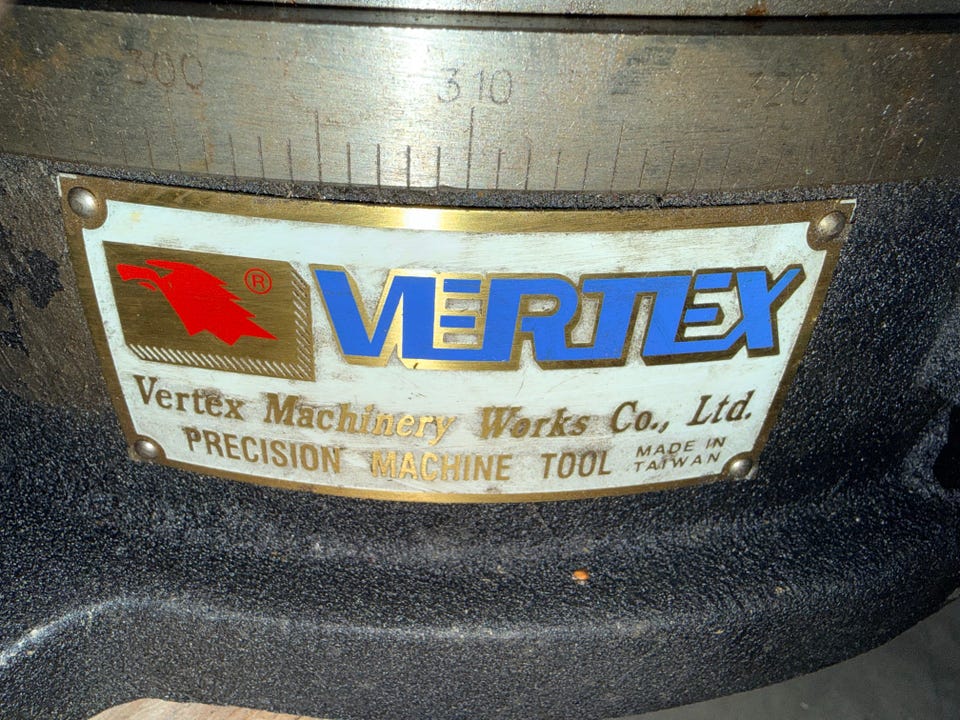 300 310 320
® VERTEX
Vertex Machinery Works Co., Ltd.
PRECISION MACHINE TOOL MADE IN
TAIWAN